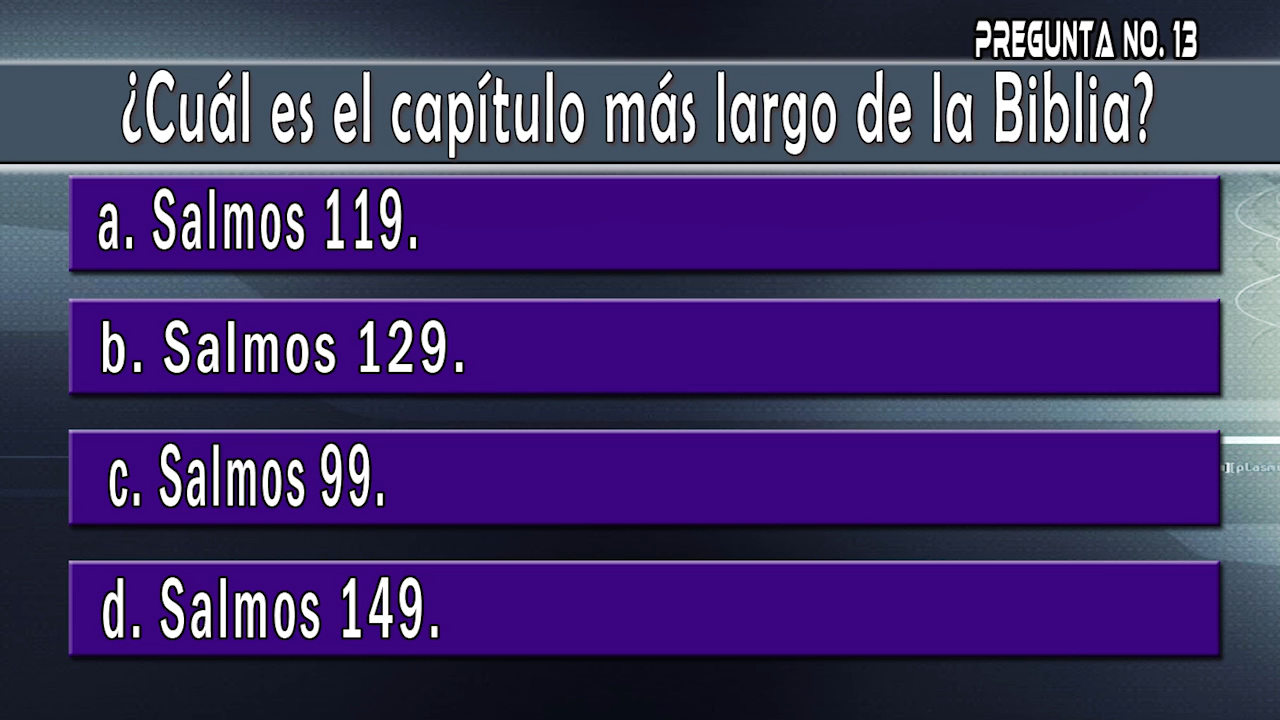 PREGUNTA NO. 13
¿Cuál es el capítulo más largo de la Biblia?
a. Salmos 119.
b. Salmos 129.
c. Salmos 99.
d. Salmos 149.